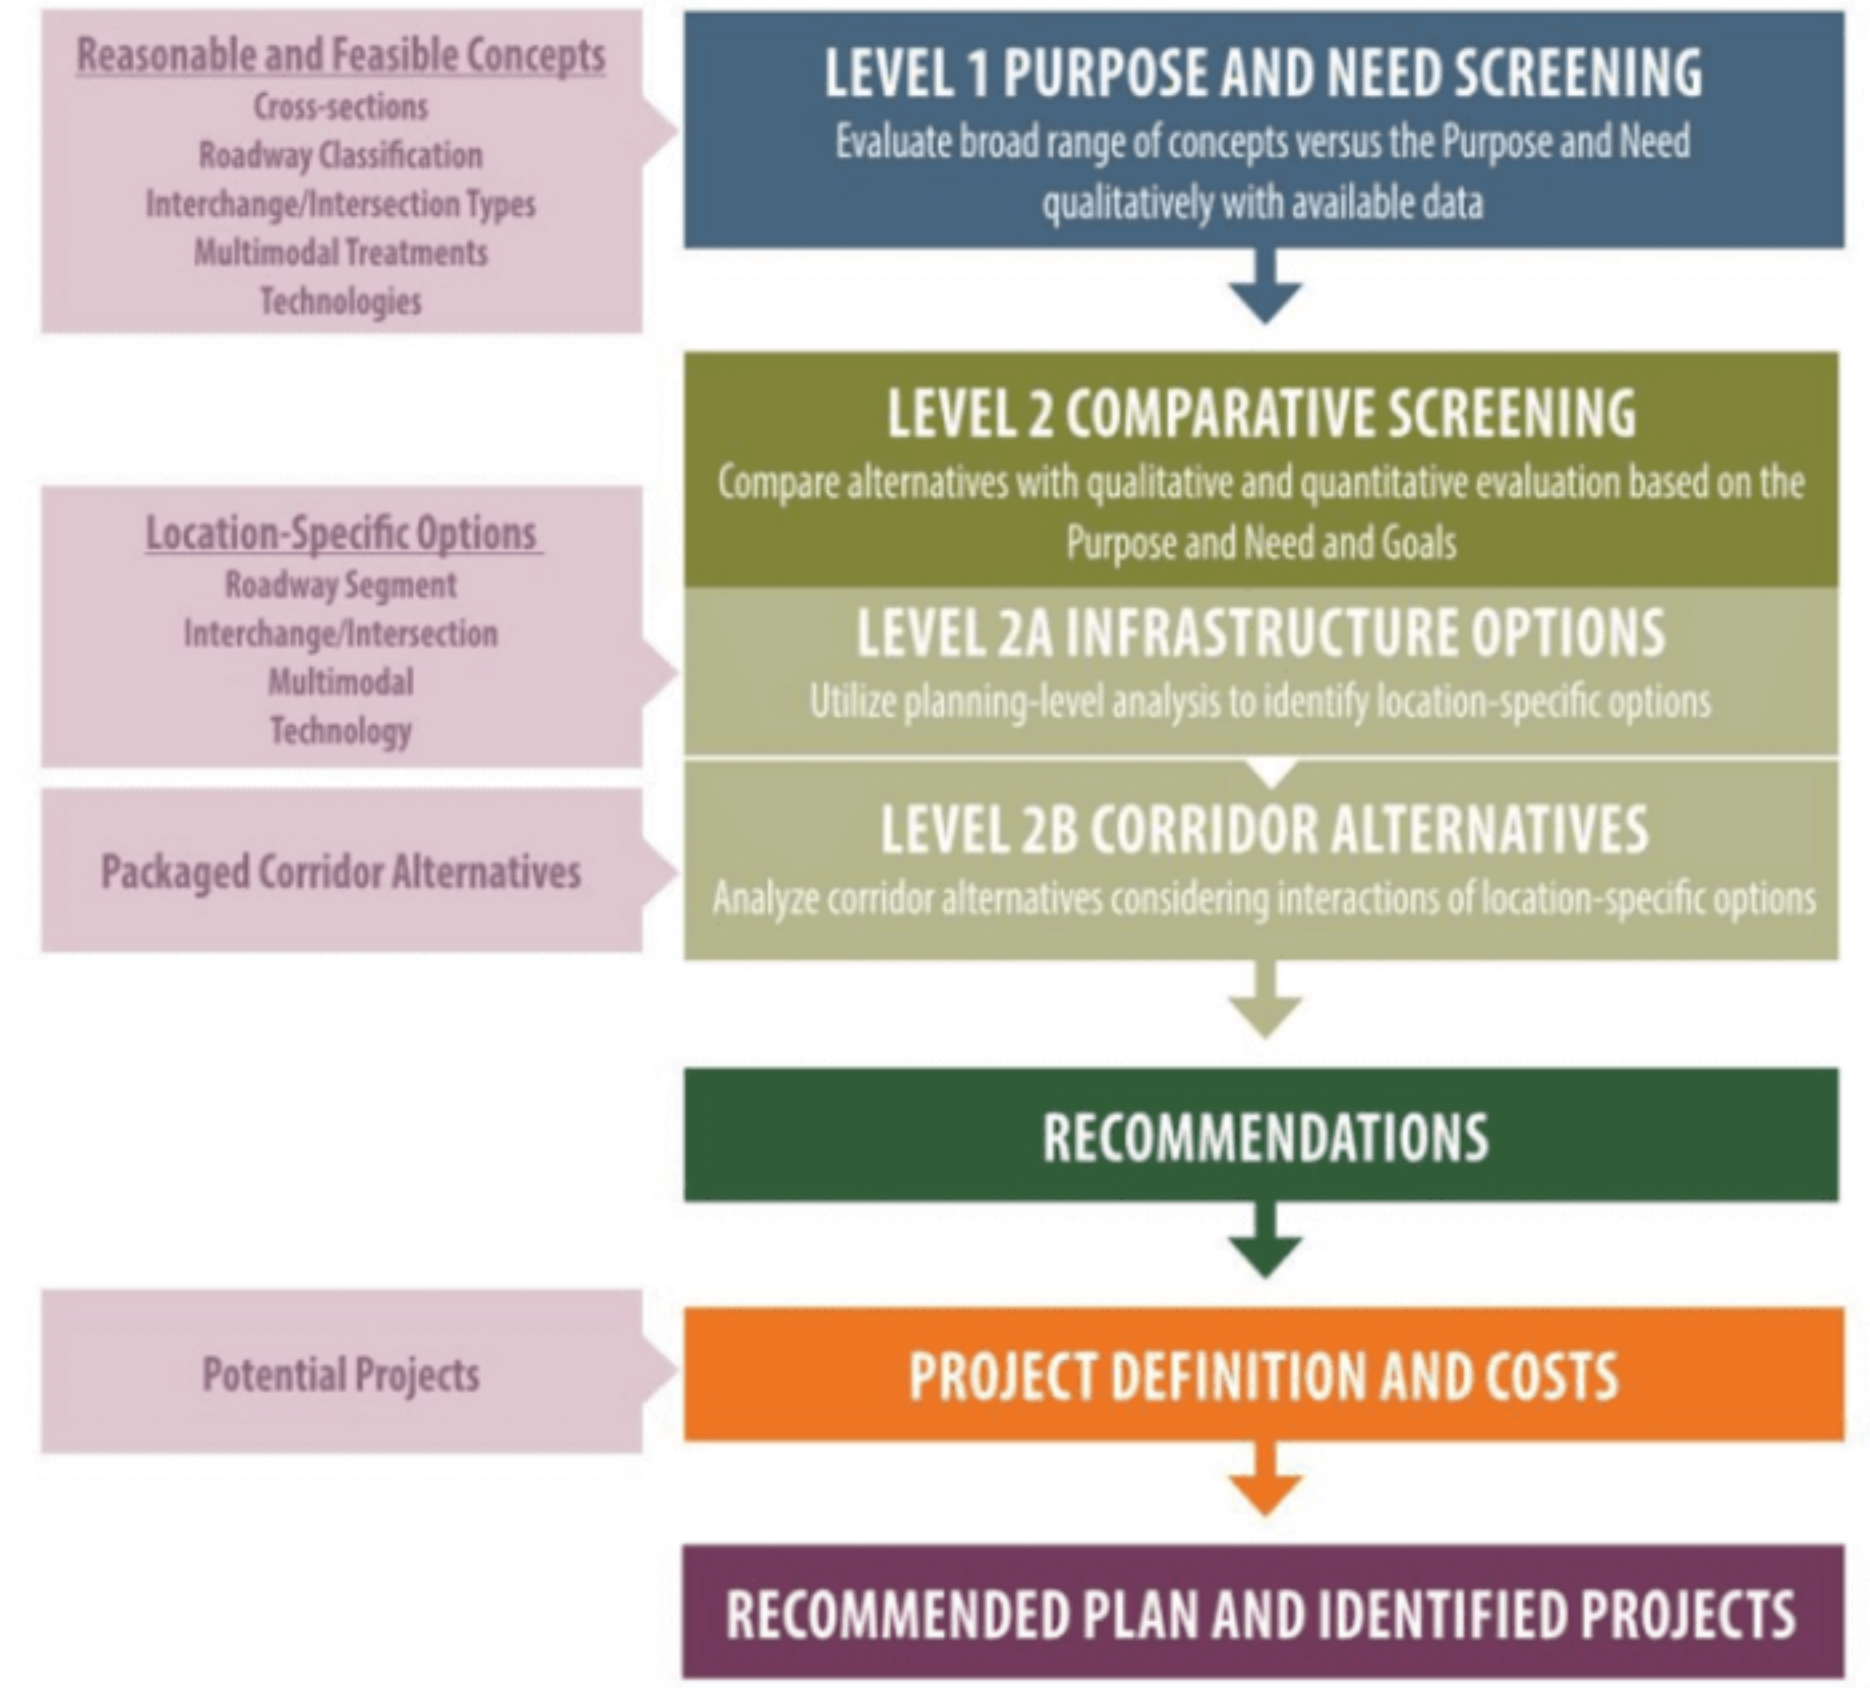 Reasonable and Feasible Concepts
Cross-sections
Roadway Classification
Interchange/Intersection Types
Multimodal Treatments
Technologies
LEVEL 1 PURPOSE AND NEED SCREENING
Evaluate broad range of concepts versus the Purpose and Need
qualitatively with available data
LEVEL 2 COMPARATIVE SCREENING
Compare alternatives with qualitative and quantitative evaluation based on the
Purpose and Need and Goals
Location-Specific Options
Roadway Segment
Interchange/Intersection
Multimodal
Technology
LEVEL 2A INFRASTRUCTURE OPTIONS
Utilize planning-level analysis to identify location-specific options
Packaged Corridor Alternatives
LEVEL 2B CORRIDOR ALTERNATIVES
Analyze corridor alternatives considering interactions of location-specific options
RECOMMENDATIONS
Potential Projects
PROJECT DEFINITION AND COSTS
RECOMMENDED PLAN AND IDENTIFIED PROJECTS